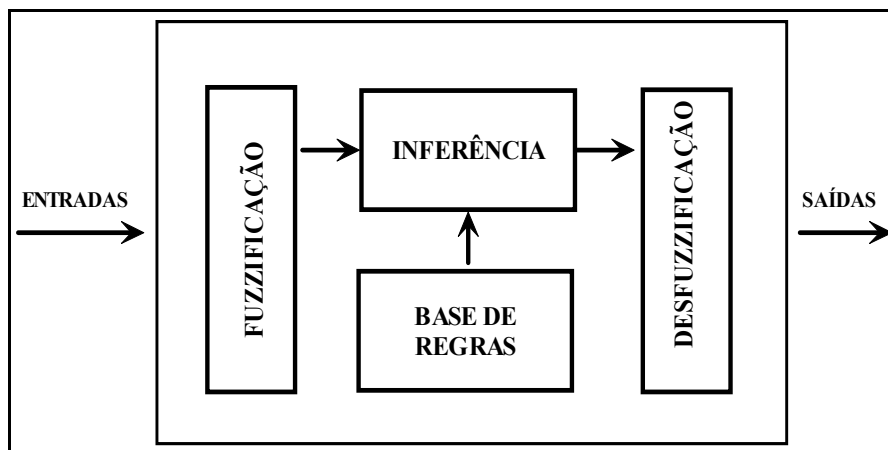 ENTRADAS
FUZZIFICAÇÃO
INFERÊNCIA
BASE DE
REGRAS
DESFUZZIFICAÇÃO
SAÍDAS